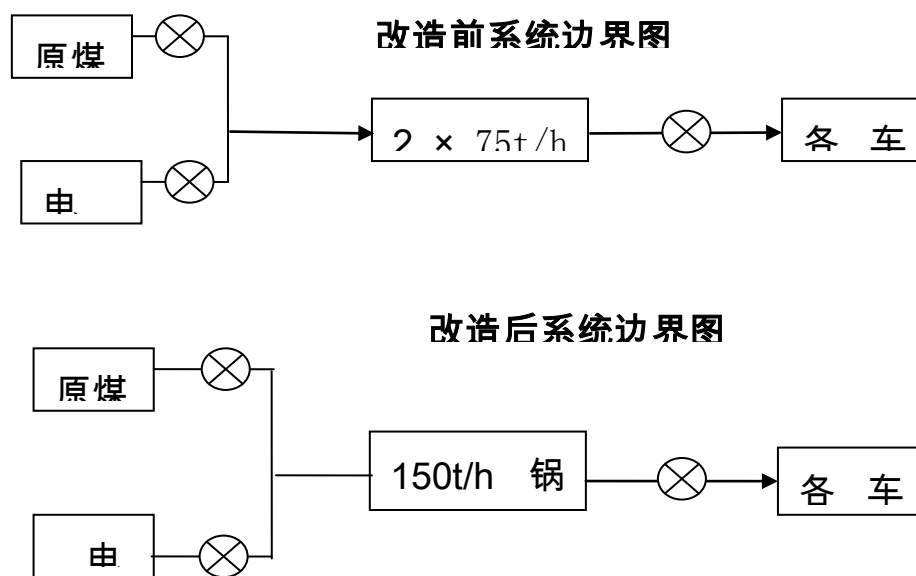 改造前系统边界图
原煤
2 × 75t/h
各 车
电
改造后系统边界图
原煤
150t/h 锅
各 车
电